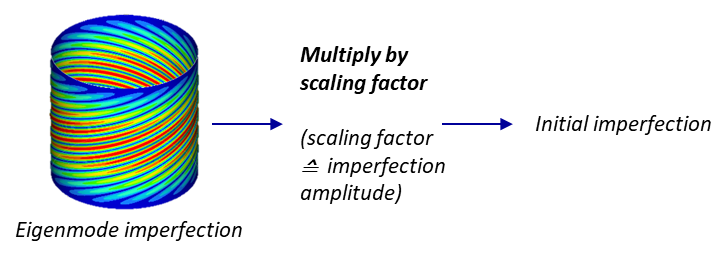 Multiply by
scaling factor
(scaling factor
≙ imperfection
amplitude)
Initial imperfection
Eigenmode imperfection